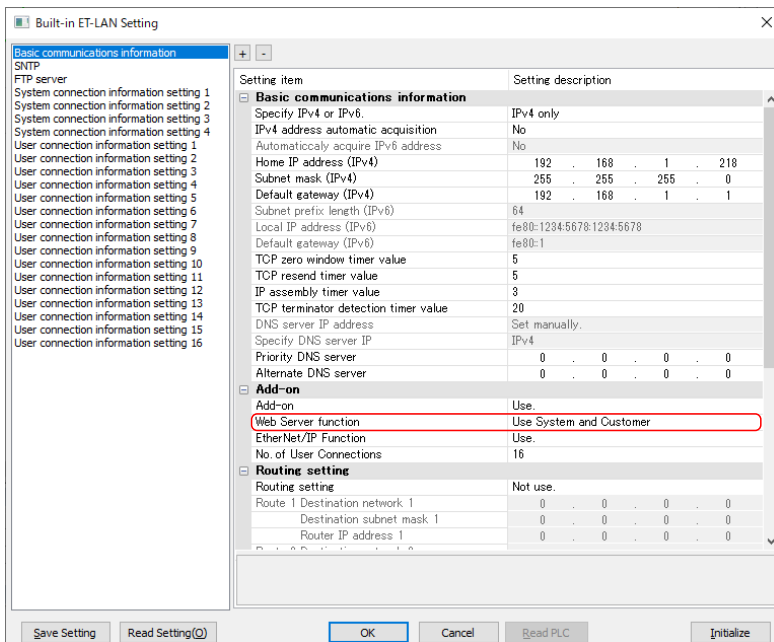 Built-in ET-LAN Setting
Basic communications information
SNTP
FTP server
System connection information setting 1
System connection information setting 2
System connection information setting 3
System connection information setting 4
User connection information setting 1
User connection information setting 2
User connection information setting 3
User connection information setting 4
User connection information setting 5
User connection information setting 6
User connection information setting 7
User connection information setting 8
User connection information setting 9
User connection information setting 10
User connection information setting 11
User connection information setting 12
User connection information setting 13
User connection information setting 14
User connection information setting 15
User connection information setting 16
+ -
Setting item Setting description
Basic communications information
Specify IPv4 or IPv6. IPv4 only
IPv4 address automatic acquisition No
Automaticcaly acquire IPv6 address No
Home IP address (IPv4) 192 . 168 . 1 . 218
Subnet mask (IPv4) 255 . 255 . 255 . 0
Default gateway (IPv4) 192 . 168 . 1 . 1
Subnet prefix length (IPv6) 64
Local IP address (IPv6) fe80:1234:5678:1234:5678
Default gateway (IPv6) fe80:1
TCP zero window timer value 5
TCP resend timer value 5
IP assembly timer value 3
TCP terminator detection timer value 20
DNS server IP address Set manually.
Specify DNS server IP IPv4
Priority DNS server 0 . 0 . 0 . 0
Alternate DNS server 0 . 0 . 0 . 0
Add-on
Add-on Use.
Web Server function Use System and Customer
EtherNet/IP Function Use.
No. of User Connections 16
Routing setting
Routing setting Not use.
Route 1 Destination network 1 0 . 0 . 0 . 0
Destination subnet mask 1 0 . 0 . 0 . 0
Router IP address 1 0 . 0 . 0 . 0
Save Setting Read Setting(O) OK Cancel Read PLC Initialize